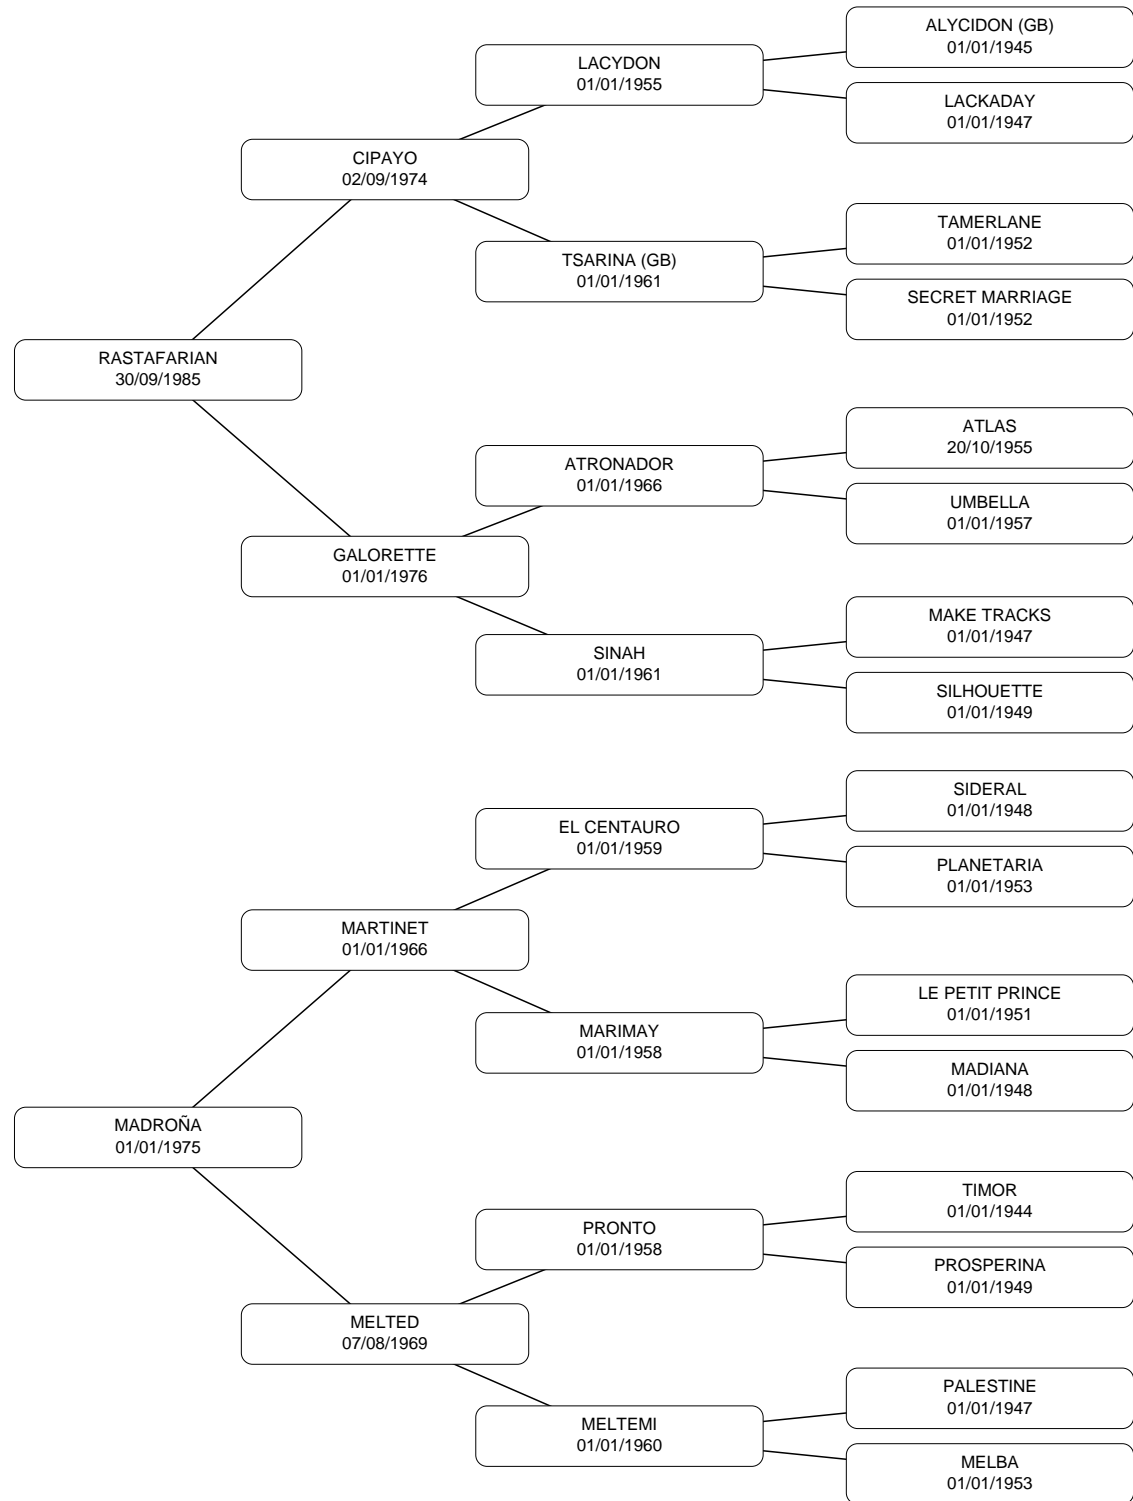 ALYCIDON (GB)
01/01/1945
LACYDON
01/01/1955
LACKADAY
01/01/1947
CIPAYO
02/09/1974
TAMERLANE
01/01/1952
TSARINA (GB)
01/01/1961
SECRET MARRIAGE
01/01/1952
RASTAFARIAN
30/09/1985
ATLAS
20/10/1955
ATRONADOR
01/01/1966
UMBELLA
01/01/1957
GALORETTE
01/01/1976
MAKE TRACKS
01/01/1947
SINAH
01/01/1961
SILHOUETTE
01/01/1949
SIDERAL
01/01/1948
EL CENTAURO
01/01/1959
PLANETARIA
01/01/1953
MARTINET
01/01/1966
LE PETIT PRINCE
01/01/1951
MARIMAY
01/01/1958
MADIANA
01/01/1948
MADROÑA
01/01/1975
TIMOR
01/01/1944
PRONTO
01/01/1958
PROSPERINA
01/01/1949
MELTED
07/08/1969
PALESTINE
01/01/1947
MELTEMI
01/01/1960
MELBA
01/01/1953